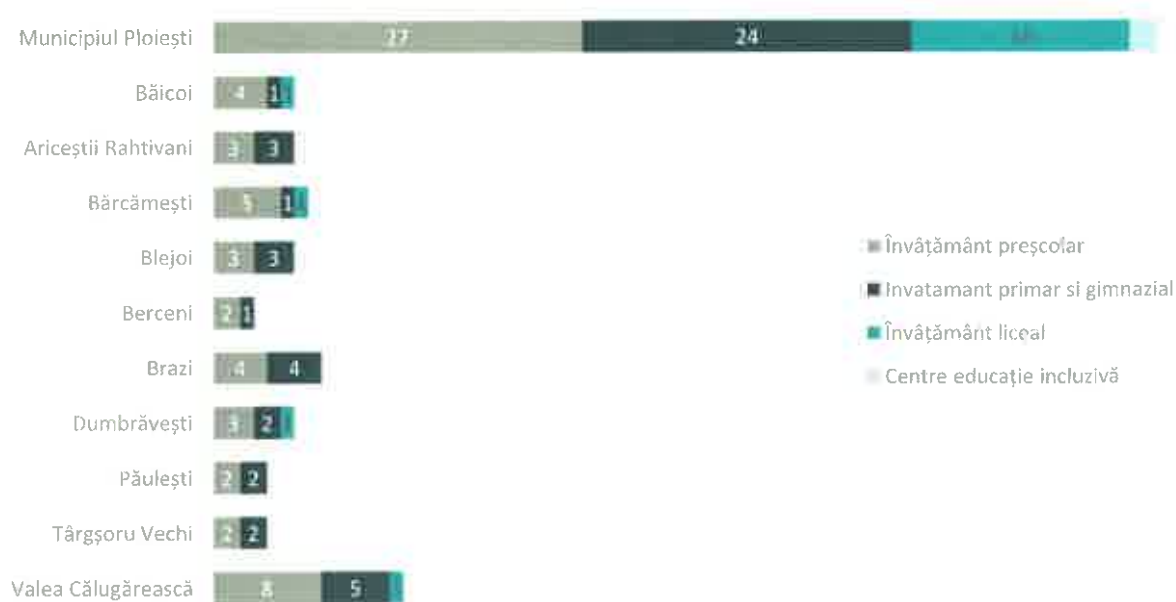 Municipiul Ploiești 27 24
Băicoi 4 1
Ariceștii Rahtivani 3 3
Bărcămești 5 1
Blejoi 3 3
Berceni 2 1
Brazi 4 4
Dumbrăvești 3 2
Păulești 2 2
Târgșoru Vechi 2 2
Valea Călugărească 8 5
Învățământ preșcolar
Invatamant primar si gimnazial
Învățământ liceal
Centre educație incluzivă